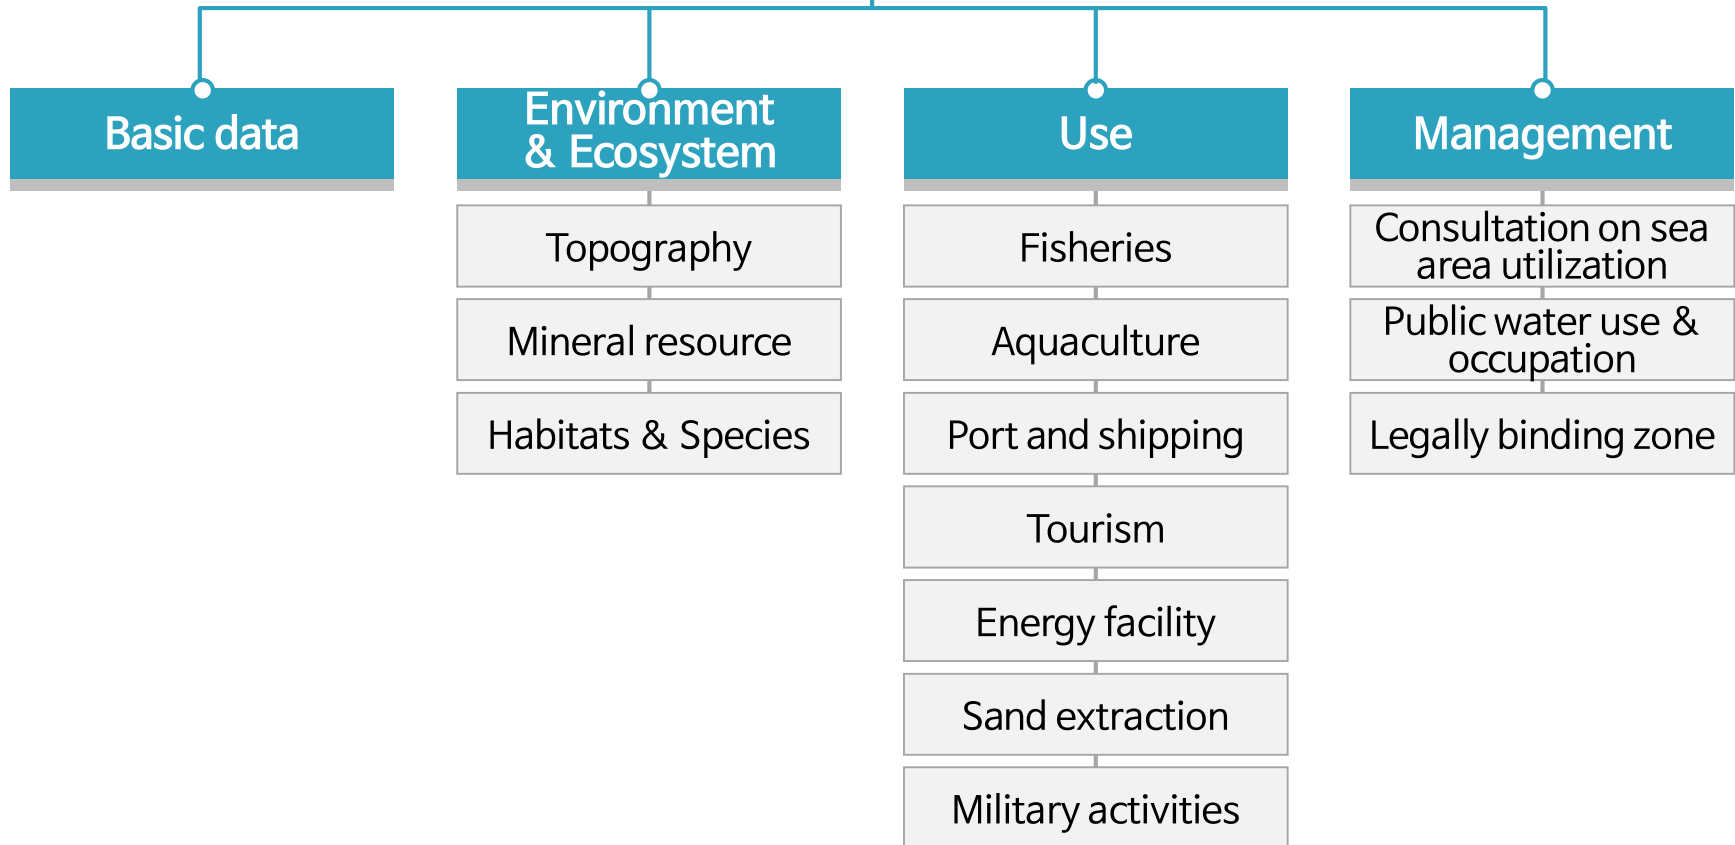 Basic data
Environment
& Ecosystem
Topography
Mineral resource
Habitats & Species
Use
Fisheries
Aquaculture
Port and shipping
Tourism
Energy facility
Sand extraction
Military activities
Management
Consultation on sea
area utilization
Public water use &
occupation
Legally binding zone